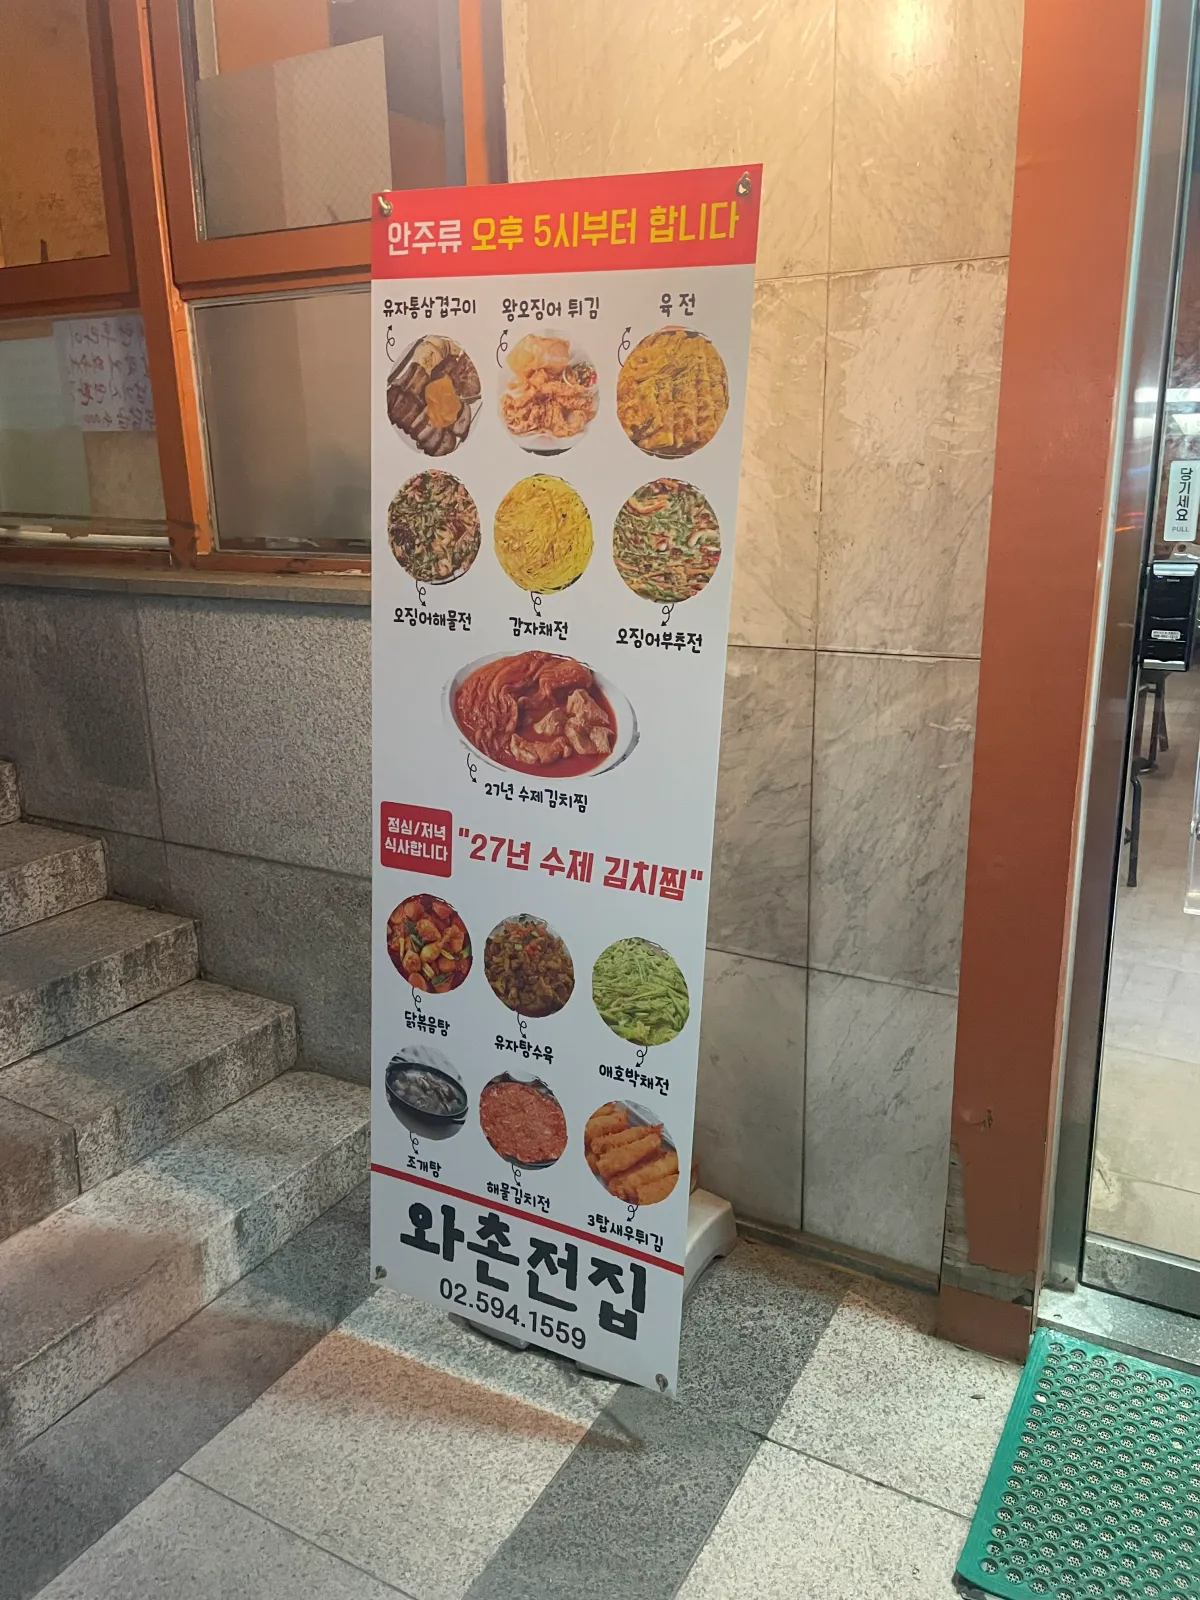 안주류 오후 5시부터 합니다
유자통삼겹구이 왕오징어 튀김 육전
오징어해물전 감자채전 오징어부추전
27년 수제김치찜
점심/저녁
식사합니다
"27년 수제 김치찜"
닭볶음탕 유자탕수육 애호박채전
조개탕 해물김치전 3탑새우튀김
와촌전집
02.594.1559
당기세요
PULL